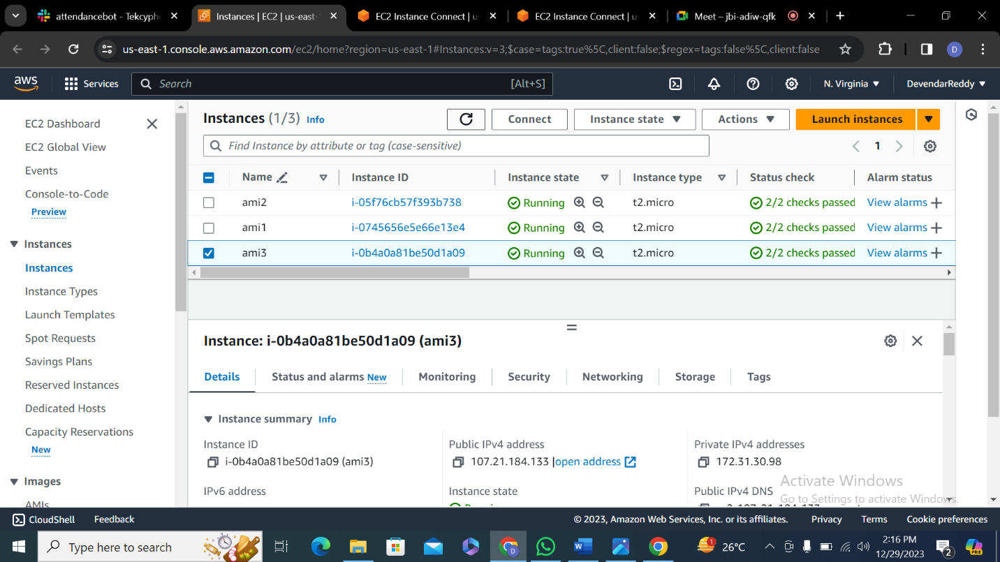 attendancebot - Tekcyph
Instances | EC2 | us-east-
EC2 Instance Connect | u
EC2 Instance Connect | u
Meet – jbi-adiw-qfk
us-east-1.console.aws.amazon.com/ec2/home?region=us-east-1#Instances:v=3;$case=tags:true%5C,client:false;$regex=tags:false%5C,client:false
D
aws
Services
Search
[Alt+S]
N. Virginia
DevendarReddy
EC2 Dashboard
EC2 Global View
Events
Console-to-Code
Preview
Instances
Instances
Instance Types
Launch Templates
Spot Requests
Savings Plans
Reserved Instances
Dedicated Hosts
Capacity Reservations
New
Images
AMIs
Instances (1/3) Info
Connect
Instance state
Actions
Launch instances
Find Instance by attribute or tag (case-sensitive)
1
Name Instance ID Instance state Instance type Status check Alarm status
ami2 i-05f76cb57f393b738 Running t2.micro 2/2 checks passed View alarms
ami1 i-0745656e5e66e13e4 Running t2.micro 2/2 checks passed View alarms
ami3 i-0b4a0a81be50d1a09 Running t2.micro 2/2 checks passed View alarms
Instance: i-0b4a0a81be50d1a09 (ami3)
Details Status and alarms New Monitoring Security Networking Storage Tags
Instance summary Info
Instance ID
i-0b4a0a81be50d1a09 (ami3)
Public IPv4 address
107.21.184.133 |open address
Private IPv4 addresses
172.31.30.98
IPv6 address
Instance state
Public IPv4 DNS
Activate Windows
Go to Settings to activate Windows.
CloudShell
Feedback
© 2023, Amazon Web Services, Inc. or its affiliates.
Privacy
Terms
Cookie preferences
Type here to search
D
1
26°C
2:16 PM
12/29/2023
2
PRE